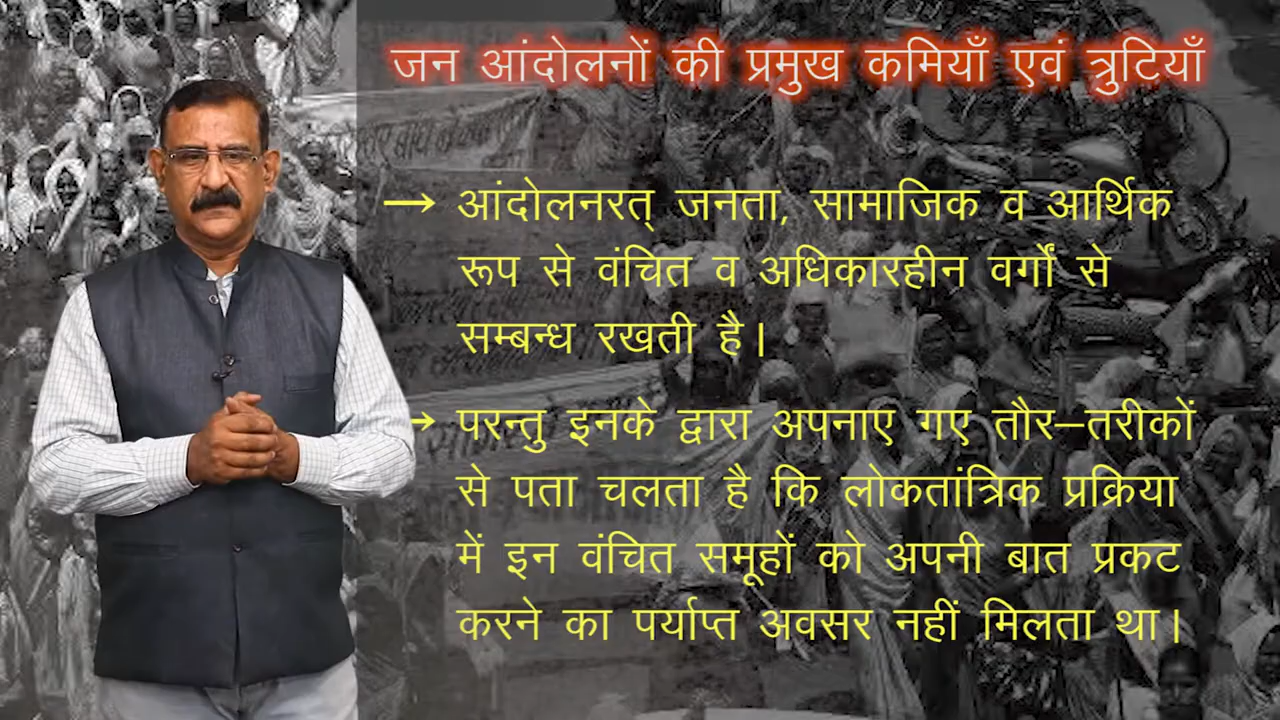 जन आंदोलनों की प्रमुख कमियाँ एवं त्रुटियाँ
→ आंदोलनरत् जनता, सामाजिक व आर्थिक
रूप से वंचित व अधिकारहीन वर्गों से
सम्बन्ध रखती है।
→ परन्तु इनके द्वारा अपनाए गए तौर–तरीकों
से पता चलता है कि लोकतांत्रिक प्रक्रिया
में इन वंचित समूहों को अपनी बात प्रकट
करने का पर्याप्त अवसर नहीं मिलता था।